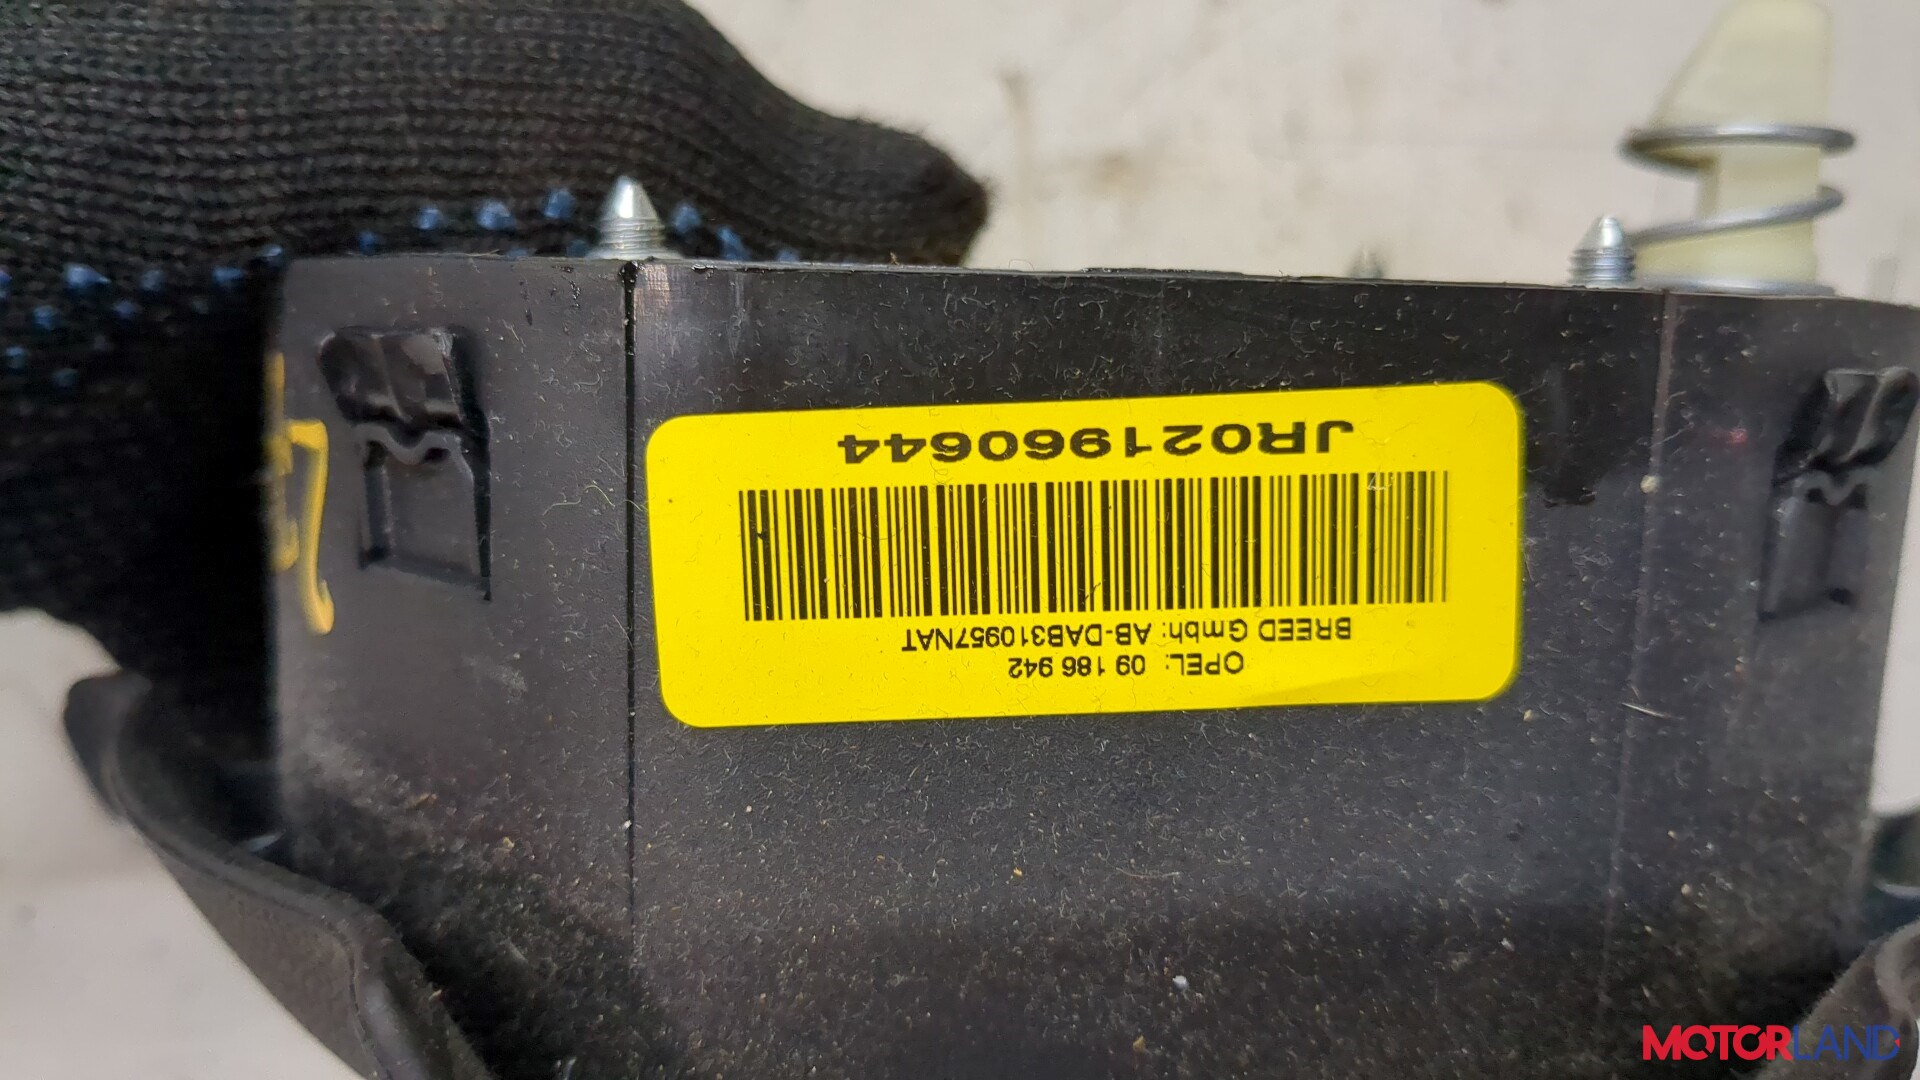 OPEL: 09 186 942
BREED Gmbh: AB-DAB310957NAT
JR021960644
MOTORLAND